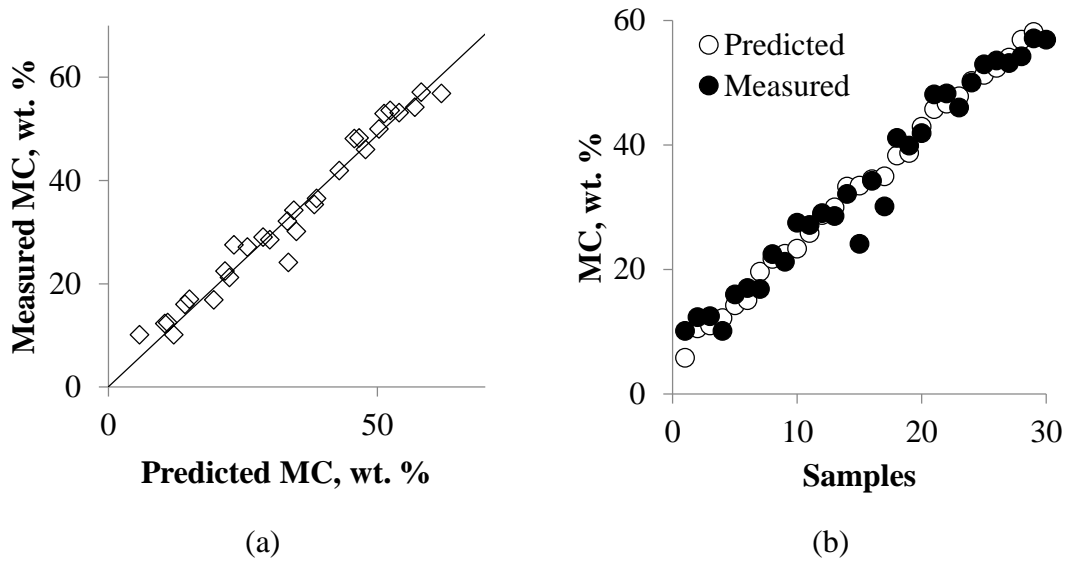 Measured MC, wt. %
60
40
20
0
0
50
Predicted MC, wt. %
(a)
MC, wt. %
60
40
20
0
Predicted
Measured
0
10
20
30
Samples
(b)